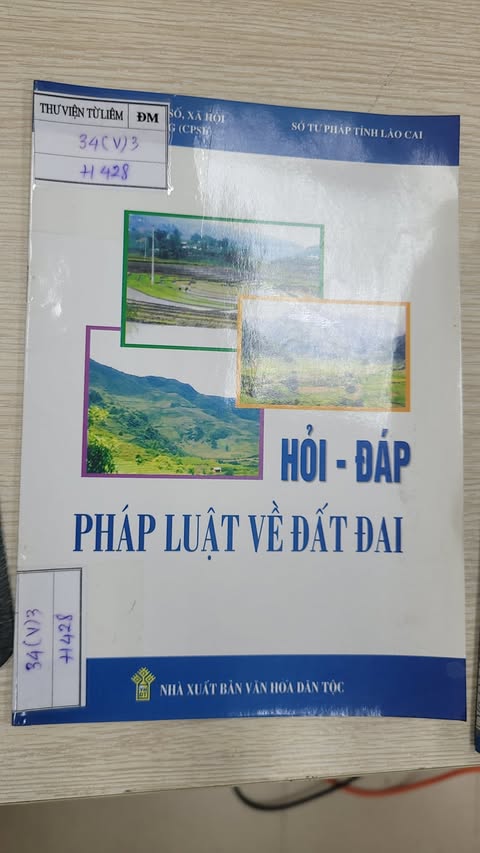 THƯ VIỆN TỪ LIÊM ĐM
34(V)3
H428
SỐ, XÃ HỘI
G (CPSE)
SỞ TƯ PHÁP TỈNH LÀO CAI
HỎI - ĐÁP
PHÁP LUẬT VỀ ĐẤT ĐAI
34(V)3
H428
NHÀ XUẤT BẢN VĂN HÓA DÂN TỘC